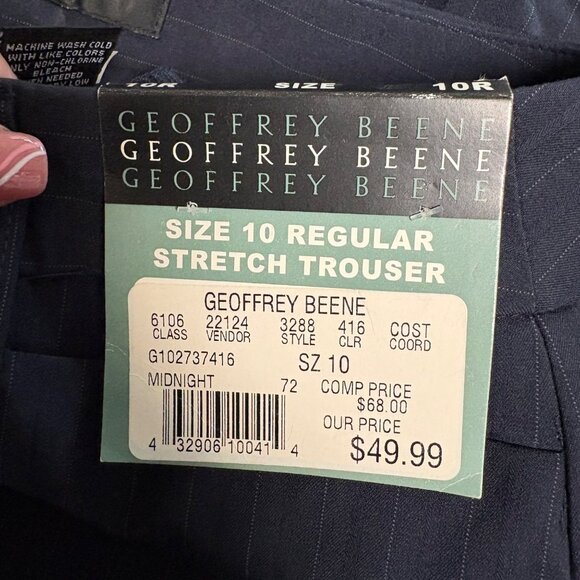 MACHINE WASH COLD
WITH LIKE COLORS
ONLY NON-CHLORINE
BLEACH
WHEN NEEDED
LOW
10R SIZE 10R
GEOFFREY BEENE
GEOFFREY BEENE
GEOFFREY BEENE
SIZE 10 REGULAR
STRETCH TROUSER
GEOFFREY BEENE
6106 22124 3288 416 COST
CLASS VENDOR STYLE CLR COORD
G102737416 SZ 10
MIDNIGHT 72 COMP PRICE
$68.00
OUR PRICE
$49.99
4 32906 10041 4